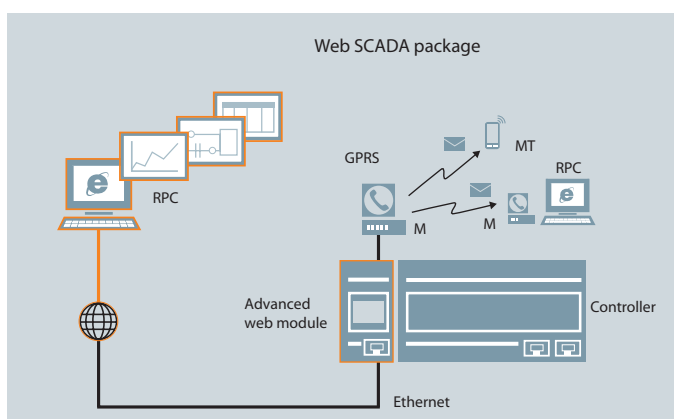 Web SCADA package
RPC
GPRS
MT
RPC
M
M
Advanced
web module
Controller
Ethernet